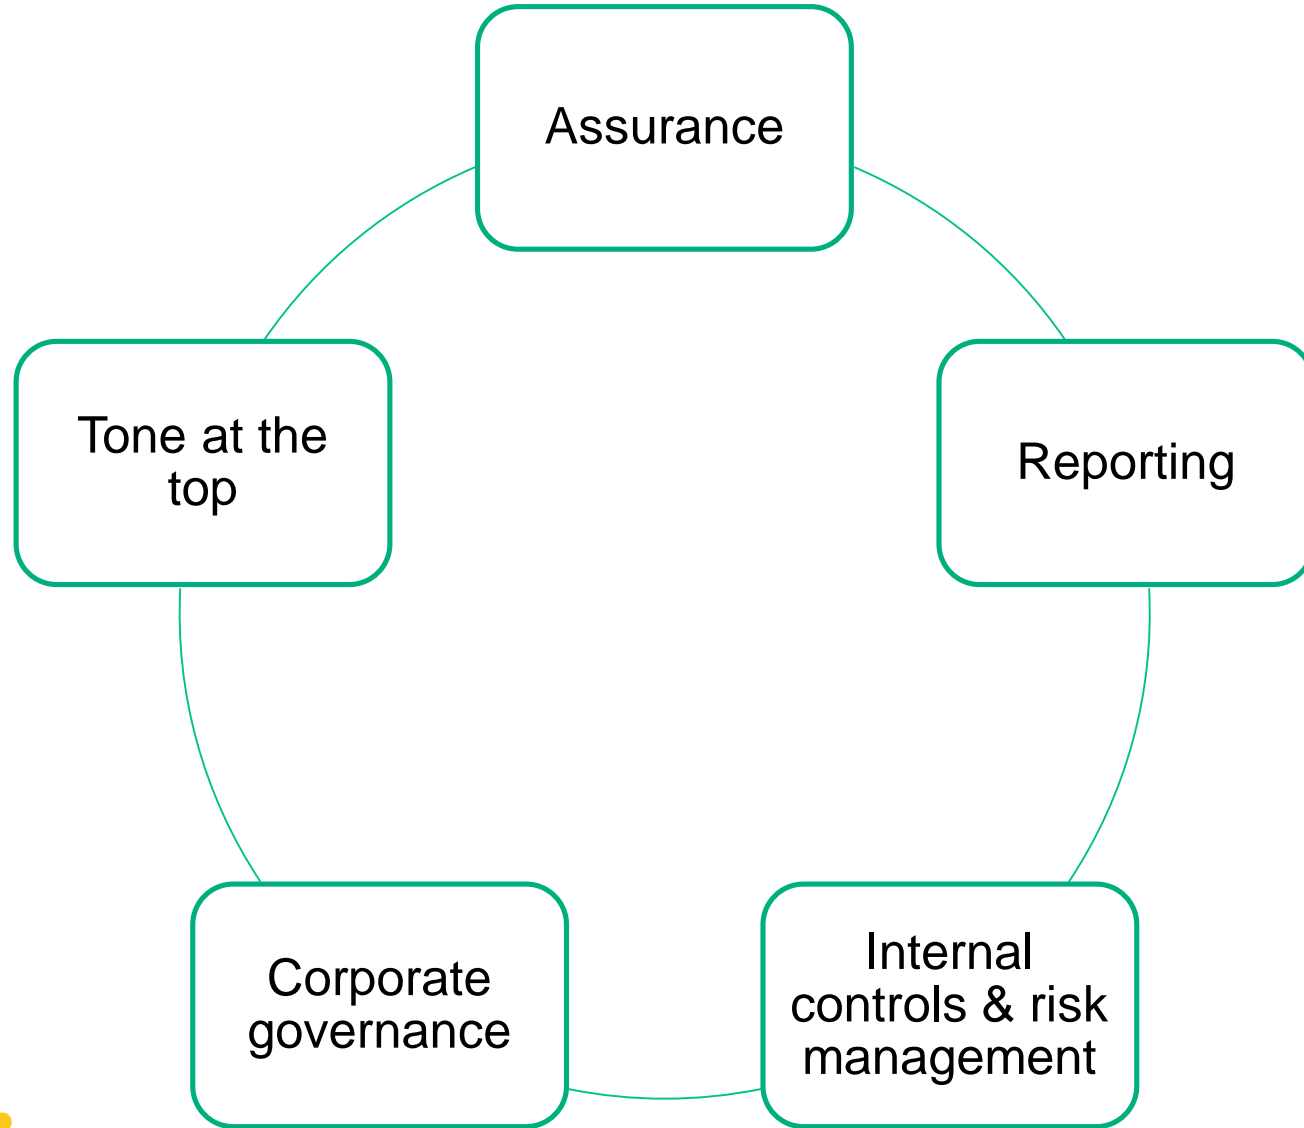 Assurance
Tone at the
top
Reporting
Corporate
governance
Internal
controls & risk
management